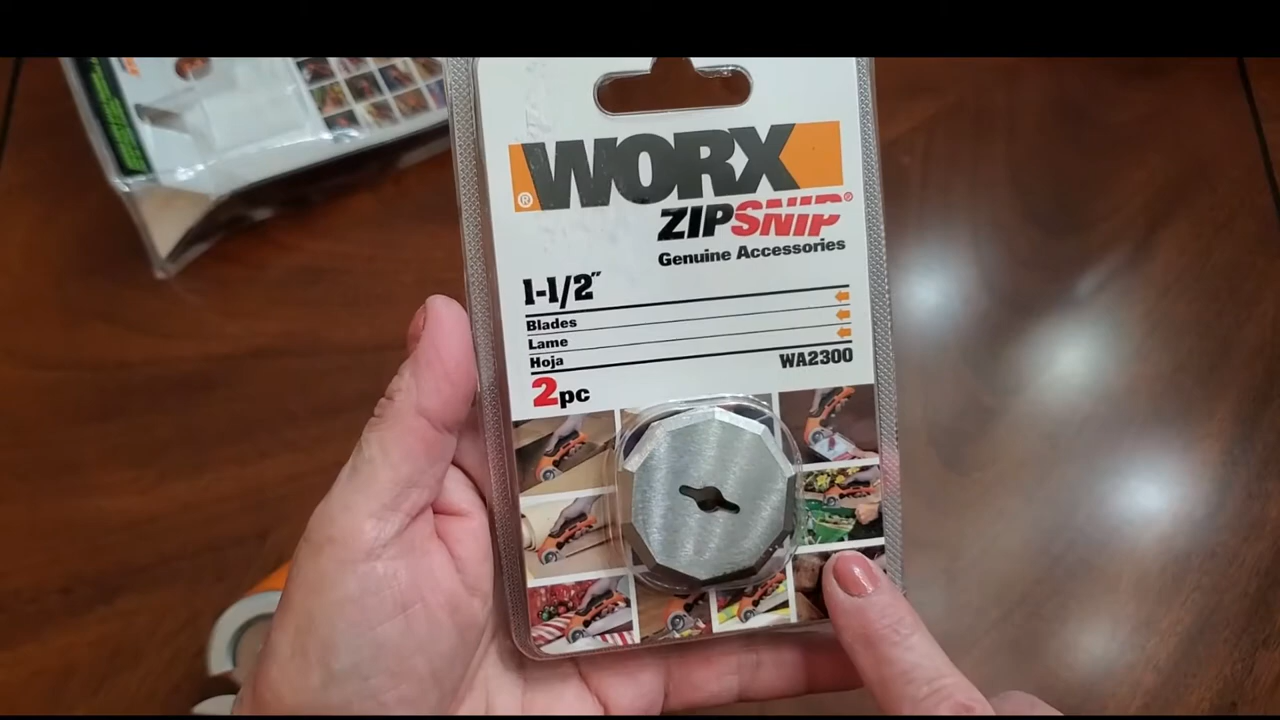 WORX
®
ZIPSNIP®
Genuine Accessories
1-1/2"
Blades
Lame
Hoja
WA2300
2pc